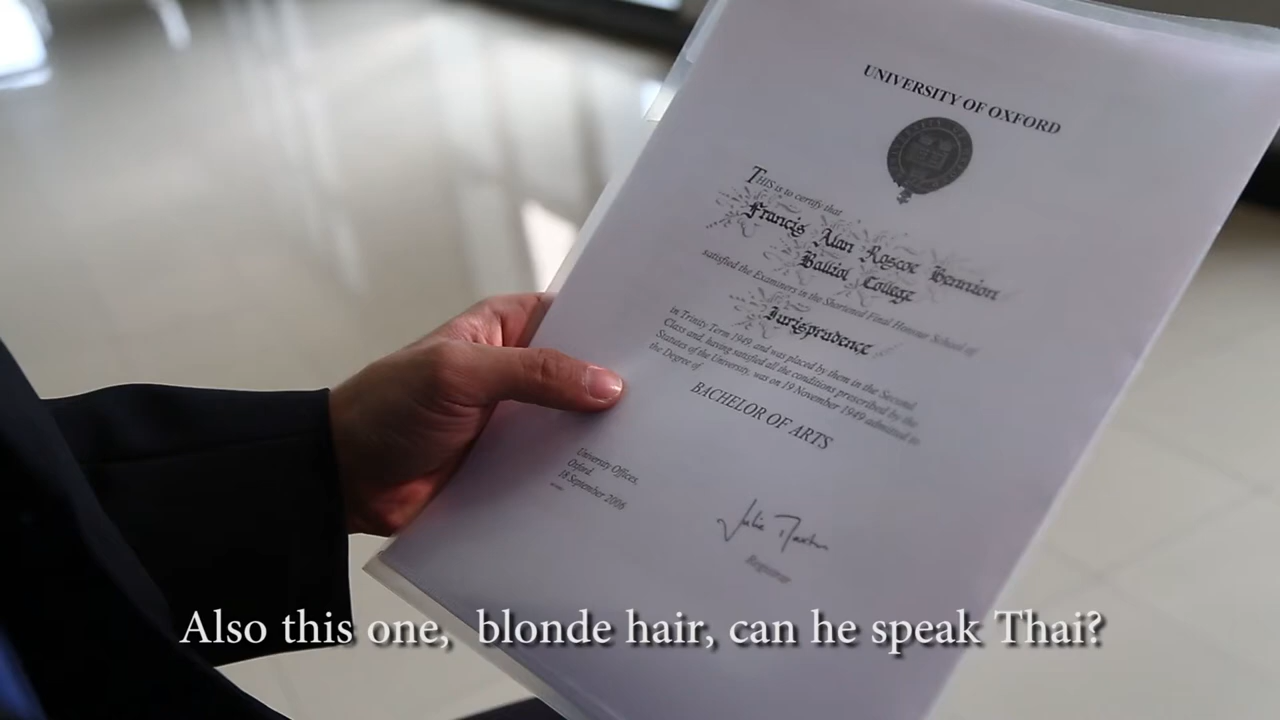 UNIVERSITY OF OXFORD
THIS is to certify that
Francis Alan Roscoe Bennion
Balliol College
satisfied the Examiners in the Shortened Final Honour School of
Jurisprudence
in Trinity Term 1949 and was placed by them in the Second
Class and, having satisfied all the conditions prescribed by the
Statutes of the University, was on 19 November 1949 admitted to
the Degree of
BACHELOR OF ARTS
University Offices,
Oxford.
18 September 2006
Registrar
Also this one, blonde hair, can he speak Thai?